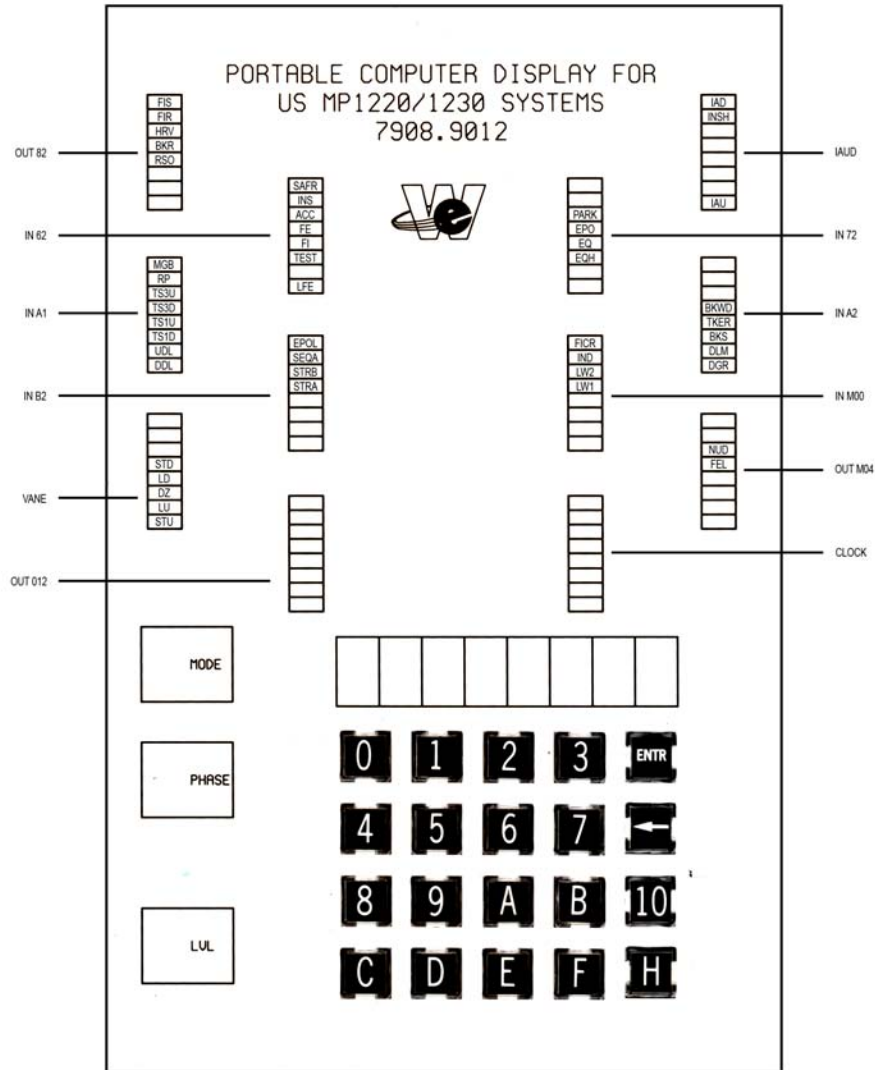 PORTABLE COMPUTER DISPLAY FOR
US MP1220/1230 SYSTEMS
7908.9012
OUT 82
FIS
FIR
HRV
BKR
RSO
IN 62
SAFR
INS
ACC
FE
FI
TEST
LFE
IN A1
MGB
RP
TS3U
TS3D
TS1U
TS1D
UDL
DDL
IN B2
EPOL
SEQA
STRB
STRA
VANE
STD
LD
DZ
LU
STU
OUT 012
IAD
INSH
IAU
IAUD
PARK
EPO
EQ
EQH
IN 72
BKWD
TKER
BKS
DLM
DGR
IN A2
FICR
IND
LW2
LW1
IN M00
NUD
FEL
OUT M04
CLOCK
W
e
MODE
PHASE
LVL
0 1 2 3 ENTR
4 5 6 7 ←
8 9 A B 10
C D E F H